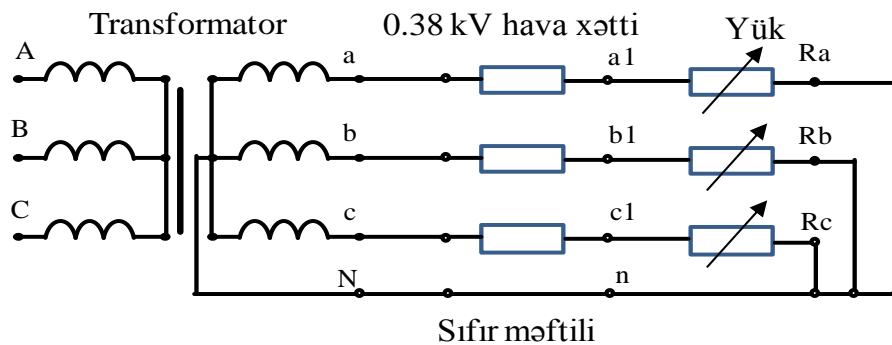 Transformator 0.38 kV hava xətti Yük
A a a1 Ra
B b b1 Rb
C c c1 Rc
N n
Sıfır məftili